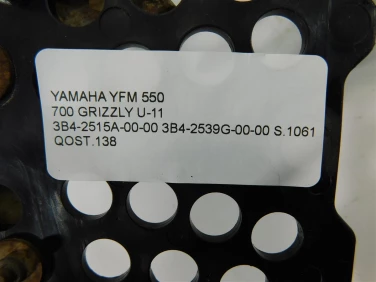 YAMAHA YFM 550
700 GRIZZLY U-11
3B4-2515A-00-00 3B4-2539G-00-00 S.1061
QOST.138